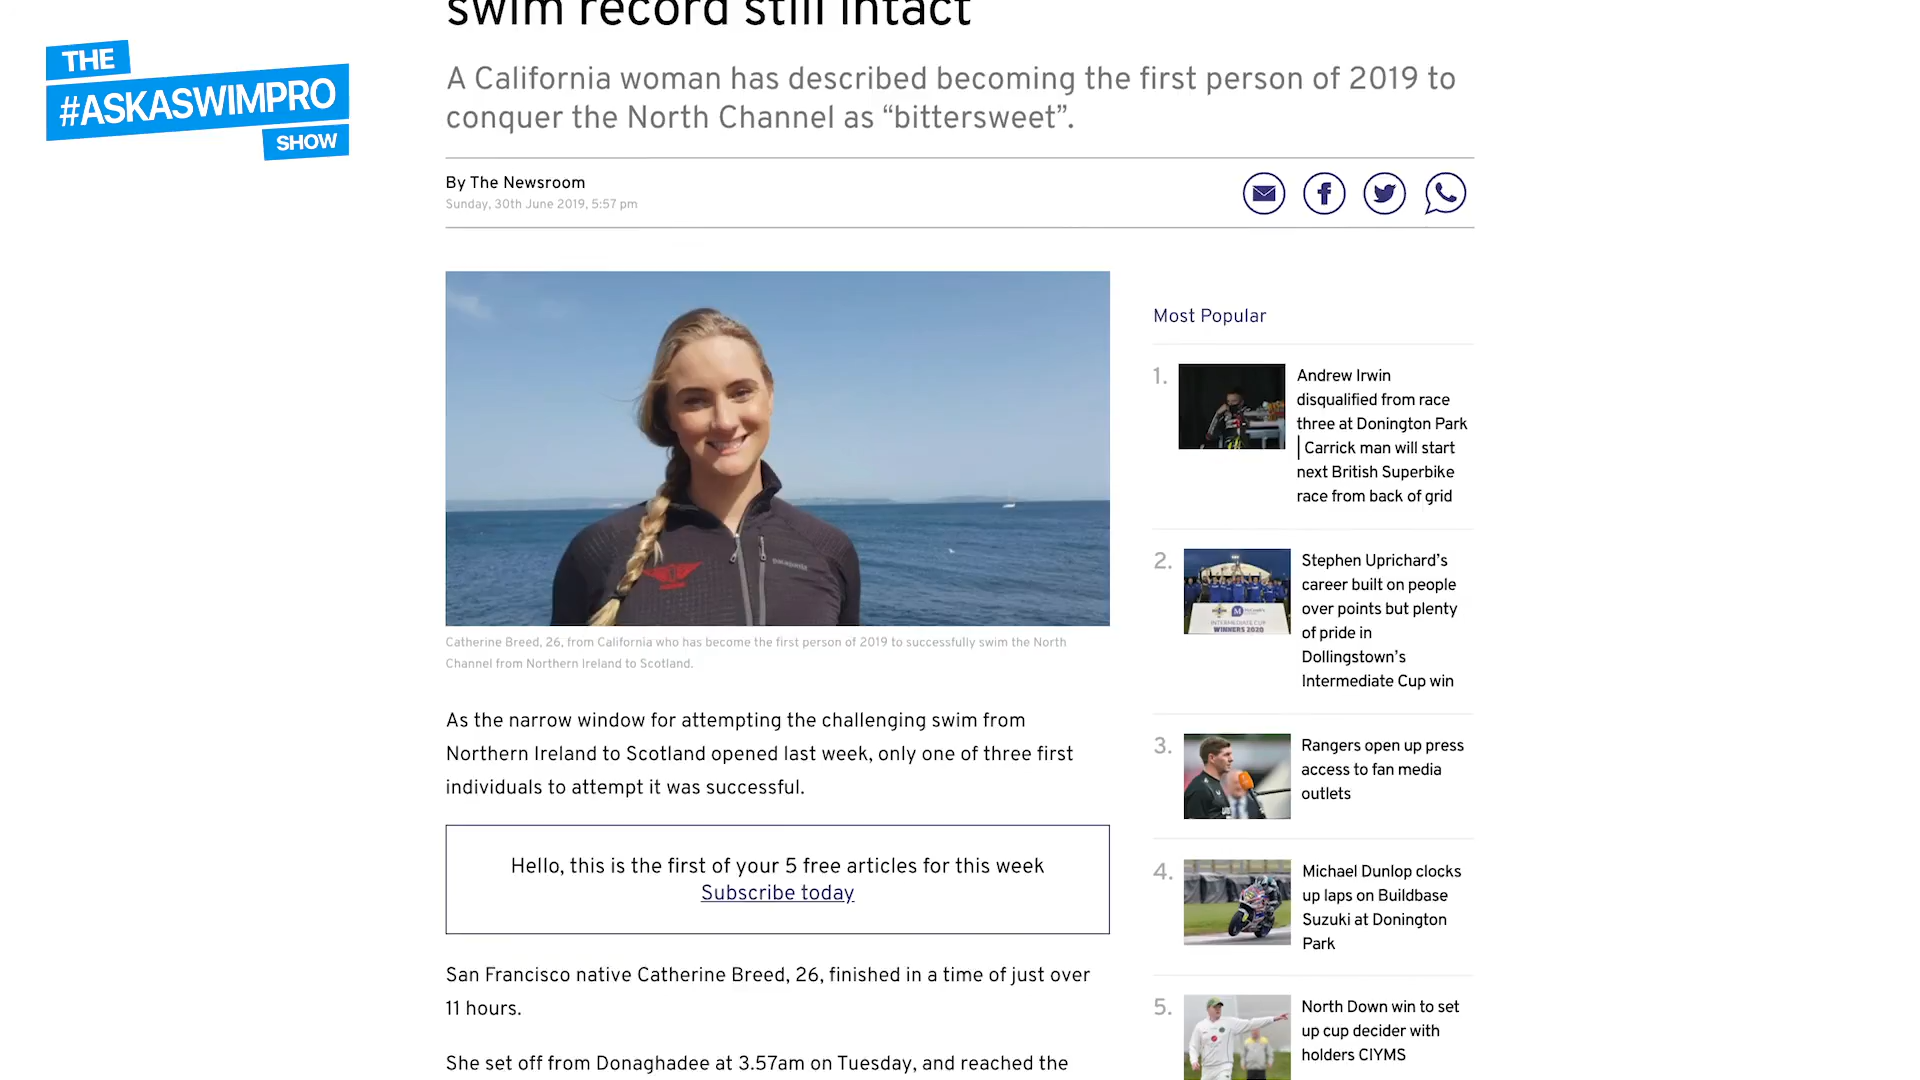 swim record still intact
THE
#ASKASWIMPRO
SHOW
A California woman has described becoming the first person of 2019 to
conquer the North Channel as “bittersweet”.
By The Newsroom
Sunday, 30th June 2019, 5:57 pm
patagonia
Catherine Breed, 26, from California who has become the first person of 2019 to successfully swim the North
Channel from Northern Ireland to Scotland.
As the narrow window for attempting the challenging swim from
Northern Ireland to Scotland opened last week, only one of three first
individuals to attempt it was successful.
Hello, this is the first of your 5 free articles for this week
Subscribe today
San Francisco native Catherine Breed, 26, finished in a time of just over
11 hours.
She set off from Donaghadee at 3.57am on Tuesday, and reached the
Most Popular
1.
Andrew Irwin
disqualified from race
three at Donington Park
| Carrick man will start
next British Superbike
race from back of grid
2.
INTERMEDIATE CUP
WINNERS 2020
Stephen Uprichard’s
career built on people
over points but plenty
of pride in
Dollingstown’s
Intermediate Cup win
3.
Rangers open up press
access to fan media
outlets
4.
Michael Dunlop clocks
up laps on Buildbase
Suzuki at Donington
Park
5.
North Down win to set
up cup decider with
holders CIYMS